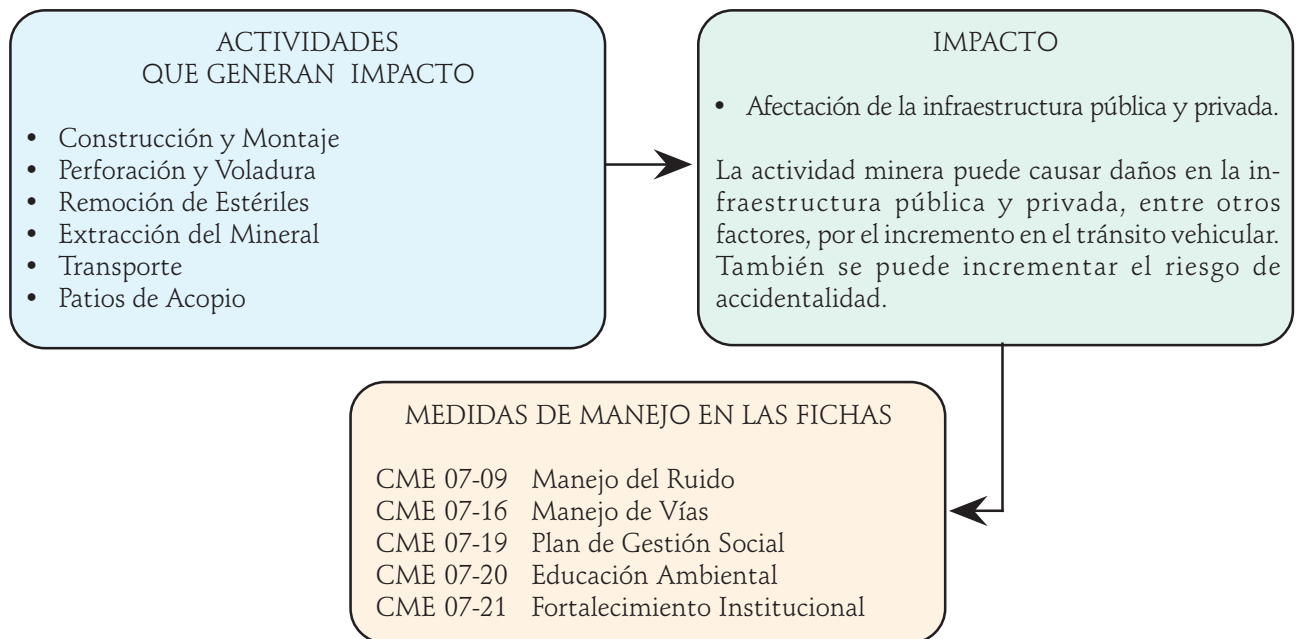 ACTIVIDADES
QUE GENERAN IMPACTO
• Construcción y Montaje
• Perforación y Voladura
• Remoción de Estériles
• Extracción del Mineral
• Transporte
• Patios de Acopio
IMPACTO
• Afectación de la infraestructura pública y privada.
La actividad minera puede causar daños en la in-
fraestructura pública y privada, entre otros
factores, por el incremento en el tránsito vehicular.
También se puede incrementar el riesgo de
accidentalidad.
MEDIDAS DE MANEJO EN LAS FICHAS
CME 07-09 Manejo del Ruido
CME 07-16 Manejo de Vías
CME 07-19 Plan de Gestión Social
CME 07-20 Educación Ambiental
CME 07-21 Fortalecimiento Institucional